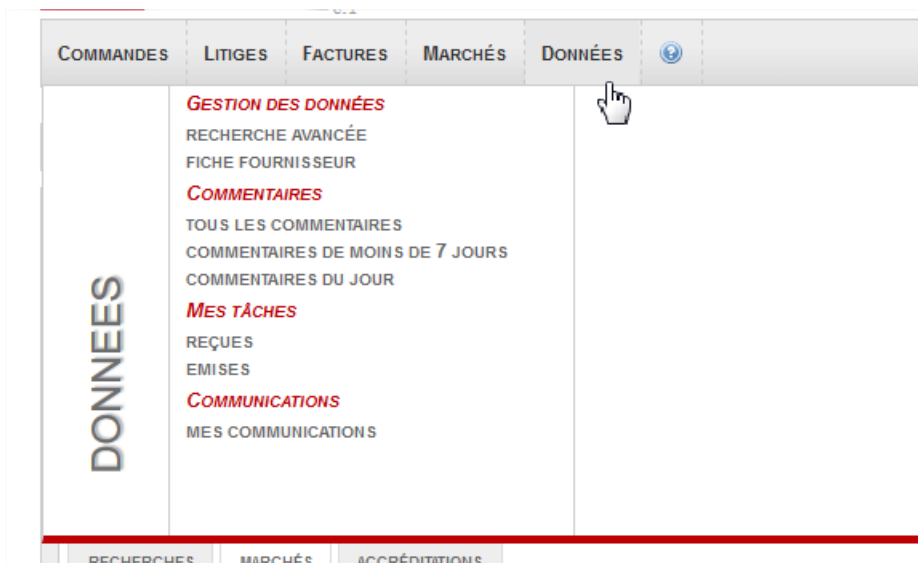 COMMANDES LITIGES FACTURES MARCHÉS DONNÉES ?
GESTION DES DONNÉES
RECHERCHE AVANCÉE
FICHE FOURNISSEUR
COMMENTAIRES
TOUS LES COMMENTAIRES
COMMENTAIRES DE MOINS DE 7 JOURS
COMMENTAIRES DU JOUR
MES TÂCHES
REÇUES
EMISES
COMMUNICATIONS
MES COMMUNICATIONS
DONNEES
RECHERCHES MARCHÉS ACCRÉDITATIONS